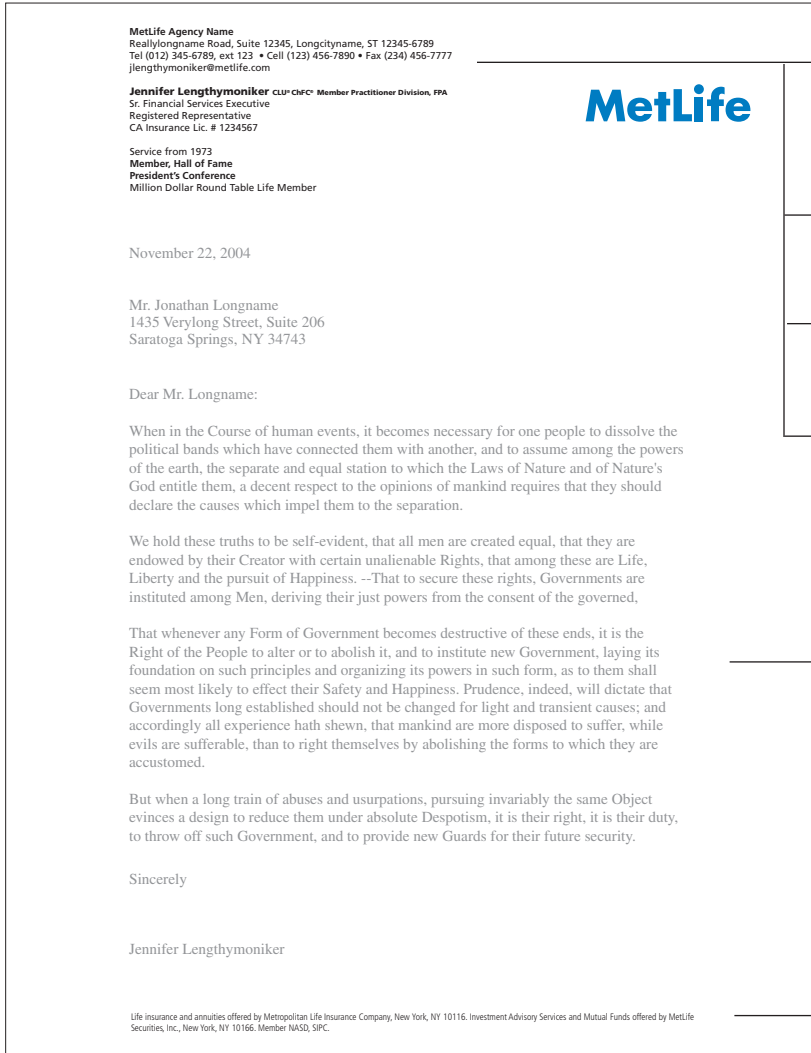 MetLife Agency Name
Reallylongname Road, Suite 12345, Longcityname, ST 12345-6789
Tel (012) 345-6789, ext 123 • Cell (123) 456-7890 • Fax (234) 456-7777
jlengthymoniker@metlife.com
Jennifer Lengthymoniker CLU® ChFC® Member Practitioner Division, FPA
Sr. Financial Services Executive
Registered Representative
CA Insurance Lic. # 1234567
MetLife
Service from 1973
Member, Hall of Fame
President's Conference
Million Dollar Round Table Life Member
November 22, 2004
Mr. Jonathan Longname
1435 Verylong Street, Suite 206
Saratoga Springs, NY 34743
Dear Mr. Longname:
When in the Course of human events, it becomes necessary for one people to dissolve the
political bands which have connected them with another, and to assume among the powers
of the earth, the separate and equal station to which the Laws of Nature and of Nature's
God entitle them, a decent respect to the opinions of mankind requires that they should
declare the causes which impel them to the separation.
We hold these truths to be self-evident, that all men are created equal, that they are
endowed by their Creator with certain unalienable Rights, that among these are Life,
Liberty and the pursuit of Happiness. --That to secure these rights, Governments are
instituted among Men, deriving their just powers from the consent of the governed,
That whenever any Form of Government becomes destructive of these ends, it is the
Right of the People to alter or to abolish it, and to institute new Government, laying its
foundation on such principles and organizing its powers in such form, as to them shall
seem most likely to effect their Safety and Happiness. Prudence, indeed, will dictate that
Governments long established should not be changed for light and transient causes; and
accordingly all experience hath shewn, that mankind are more disposed to suffer, while
evils are sufferable, than to right themselves by abolishing the forms to which they are
accustomed.
But when a long train of abuses and usurpations, pursuing invariably the same Object
evinces a design to reduce them under absolute Despotism, it is their right, it is their duty,
to throw off such Government, and to provide new Guards for their future security.
Sincerely
Jennifer Lengthymoniker
Life insurance and annuities offered by Metropolitan Life Insurance Company, New York, NY 10116. Investment Advisory Services and Mutual Funds offered by MetLife
Securities, Inc., New York, NY 10166. Member NASD, SIPC.